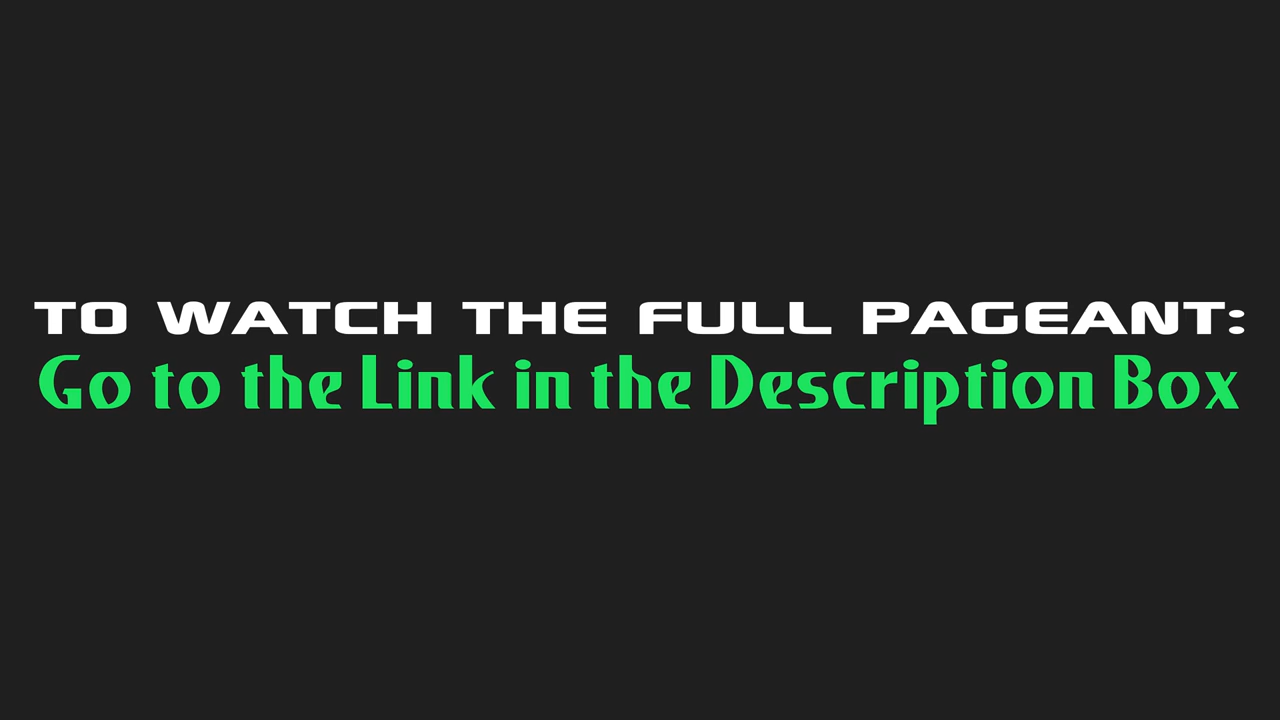 TO WATCH THE FULL PAGEANT:
Go to the Link in the Description Box